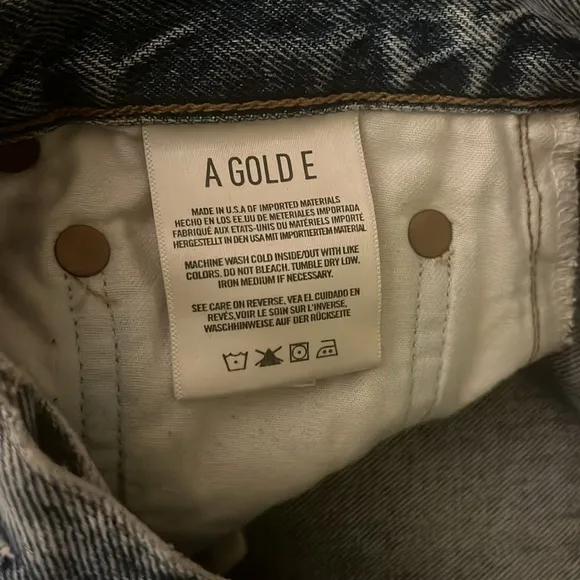 A GOLD E
MADE IN U.S.A OF IMPORTED MATERIALS
HECHO EN LOS EE.UU DE METERIALES IMPORTADA
FABRIQUÉ AUX ETATS-UNIS DU MATÉRIELS IMPORTÉ
HERGESTELLT IN DEN USA MIT IMPORTIERTEM MATERIAL
MACHINE WASH COLD INSIDE/OUT WITH LIKE
COLORS. DO NOT BLEACH. TUMBLE DRY LOW.
IRON MEDIUM IF NECESSARY.
SEE CARE ON REVERSE, VEA EL CUIDADO EN
REVÉS,VOIR LE SOIN SUR L'INVERSE,
WASCHHINWEISE AUF DER RÜCKSEITE